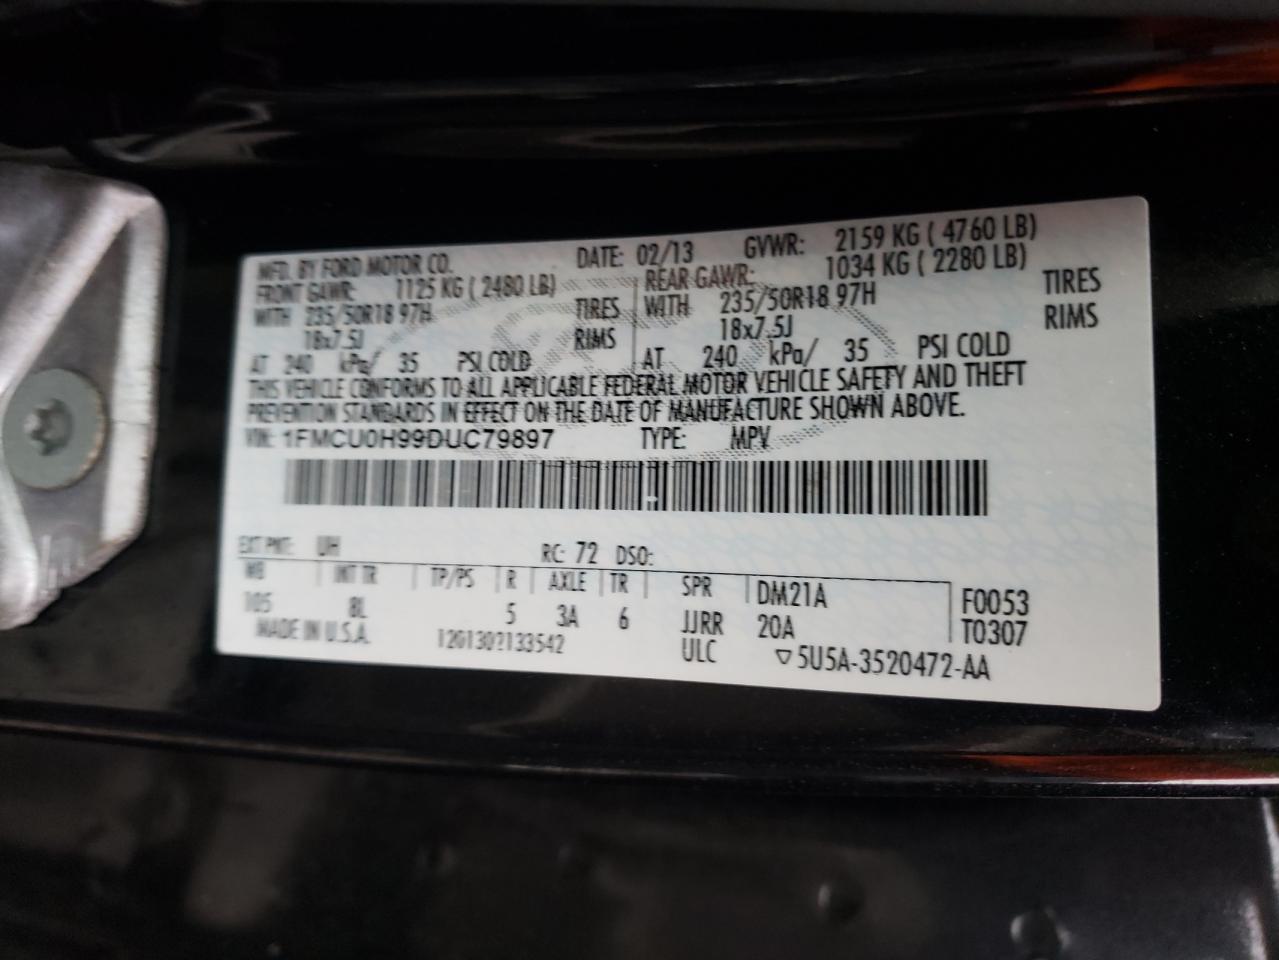 MFD. BY FORD MOTOR CO. DATE: 02/13 GVWR: 2159 KG ( 4760 LB)
FRONT GAWR: 1125 KG ( 2480 LB) REAR GAWR: 1034 KG ( 2280 LB)
WITH 235/50R18 97H TIRES WITH 235/50R18 97H TIRES
18x7.5J RIMS 18x7.5J RIMS
AT 240 kPa/ 35 PSI COLD AT 240 kPa/ 35 PSI COLD
THIS VEHICLE CONFORMS TO ALL APPLICABLE FEDERAL MOTOR VEHICLE SAFETY AND THEFT
PREVENTION STANDARDS IN EFFECT ON THE DATE OF MANUFACTURE SHOWN ABOVE.
VIN: 1FMCU0H99DUC79897 TYPE: MPV
EXT PNT: UH RC: 72 DSO:
WB INT TR TP/PS R AXLE TR SPR DM21A F0053
105 8L 5 3A 6 JJRR 20A T0307
MADE IN U.S.A. ULC ▽5U5A-3520472-AA